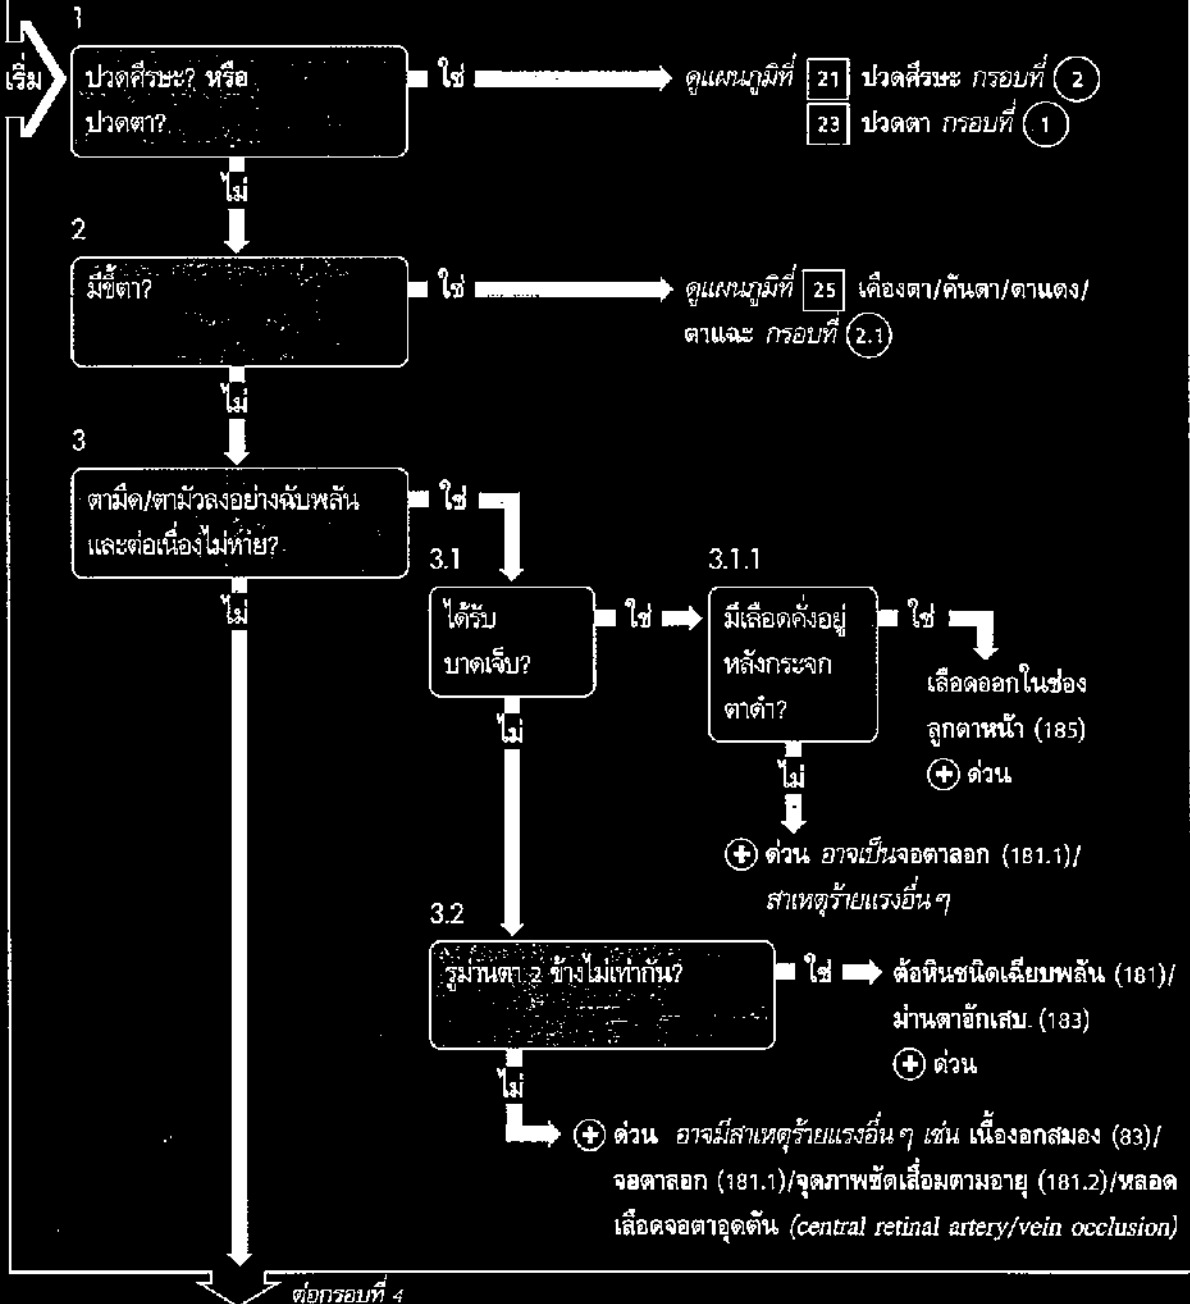 1
เริ่ม
ปวดศีรษะ? หรือ
ปวดตา?
ใช่
ดูแผนภูมิที่ 21 ปวดศีรษะ กรอบที่ 2
23 ปวดตา กรอบที่ 1
ไม่
2
มีขี้ตา?
ใช่
ดูแผนภูมิที่ 25 เคืองตา/คันตา/ตาแดง/
ตาแฉะ กรอบที่ 2.1
ไม่
3
ตามืด/ตามัวลงอย่างฉับพลัน
และต่อเนื่องไม่หาย?
ใช่
ไม่
3.1
ได้รับ
บาดเจ็บ?
ใช่
3.1.1
มีเลือดคั่งอยู่
หลังกระจก
ตาดำ?
ใช่
เลือดออกในช่อง
ลูกตาหน้า (185)
+ ด่วน
ไม่
ไม่
+ ด่วน อาจเป็นจอตาลอก (181.1)/
สาเหตุร้ายแรงอื่น ๆ
3.2
รูม่านตา 2 ข้างไม่เท่ากัน?
ใช่
ต้อหินชนิดเฉียบพลัน (181)/
ม่านตาอักเสบ (183)
+ ด่วน
ไม่
+ ด่วน อาจมีสาเหตุร้ายแรงอื่น ๆ เช่น เนื้องอกสมอง (83)/
จอตาลอก (181.1)/จุดภาพชัดเสื่อมตามอายุ (181.2)/หลอด
เลือดจอตาอุดตัน (central retinal artery/vein occlusion)
ต่อกรอบที่ 4